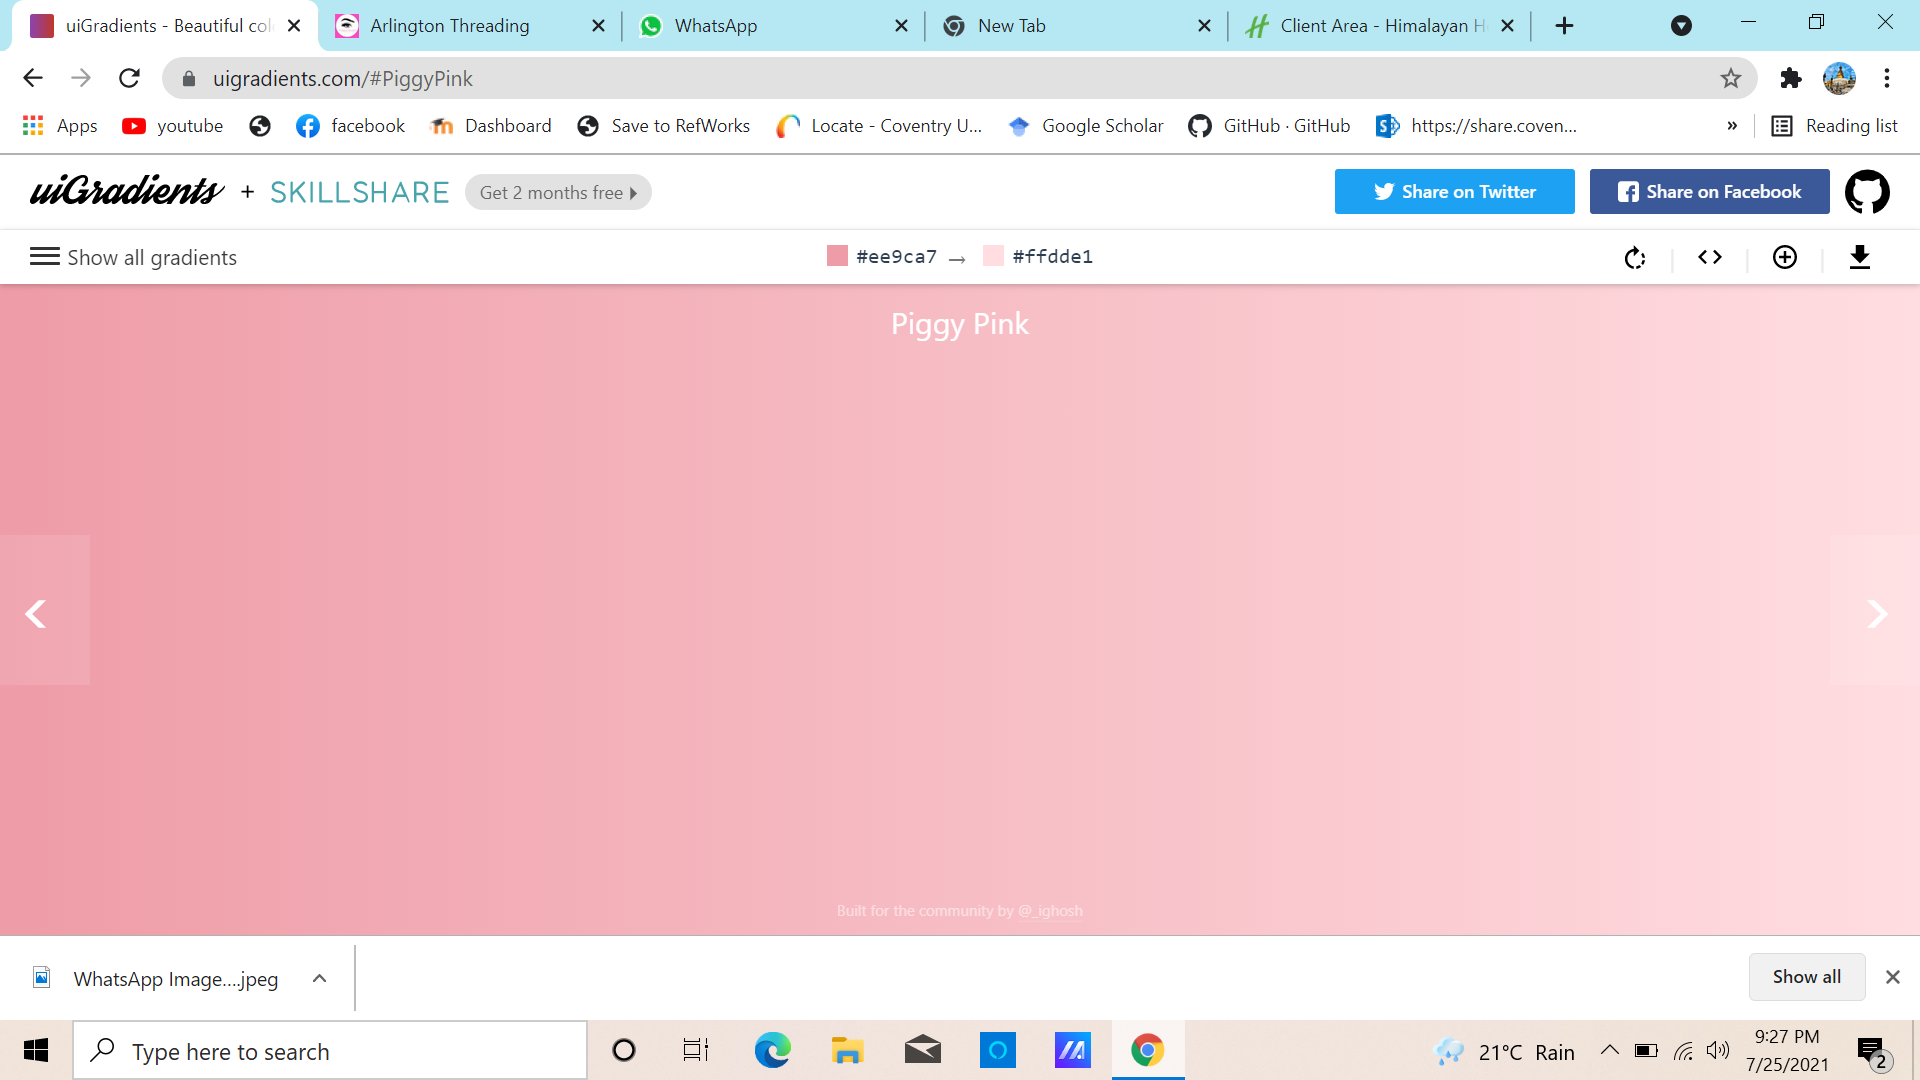 uiGradients - Beautiful col
Arlington Threading
WhatsApp
New Tab
Client Area - Himalayan H
uigradients.com/#PiggyPink
Apps
youtube
facebook
Dashboard
Save to RefWorks
Locate - Coventry U...
Google Scholar
GitHub · GitHub
https://share.coven...
»
Reading list
uiGradients + SKILLSHARE
Get 2 months free
Share on Twitter
Share on Facebook
Show all gradients
#ee9ca7 → #ffdde1
Piggy Pink
Built for the community by @_ighosh
WhatsApp Image....jpeg
Show all
Type here to search
21°C Rain
9:27 PM
7/25/2021
2